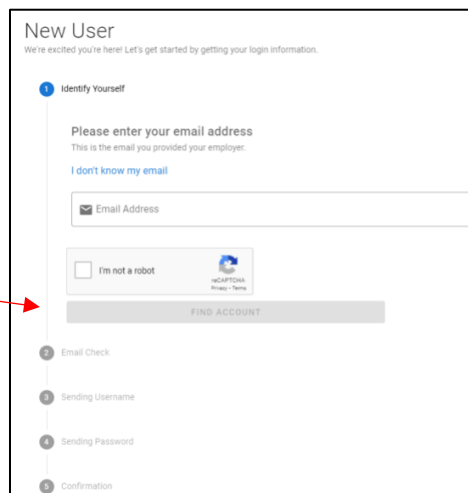 New User
We're excited you're here! Let's get started by getting your login information.
1 Identify Yourself
Please enter your email address
This is the email you provided your employer.
I don't know my email
Email Address
I'm not a robot
reCAPTCHA
Privacy - Terms
FIND ACCOUNT
2 Email Check
3 Sending Username
4 Sending Password
5 Confirmation